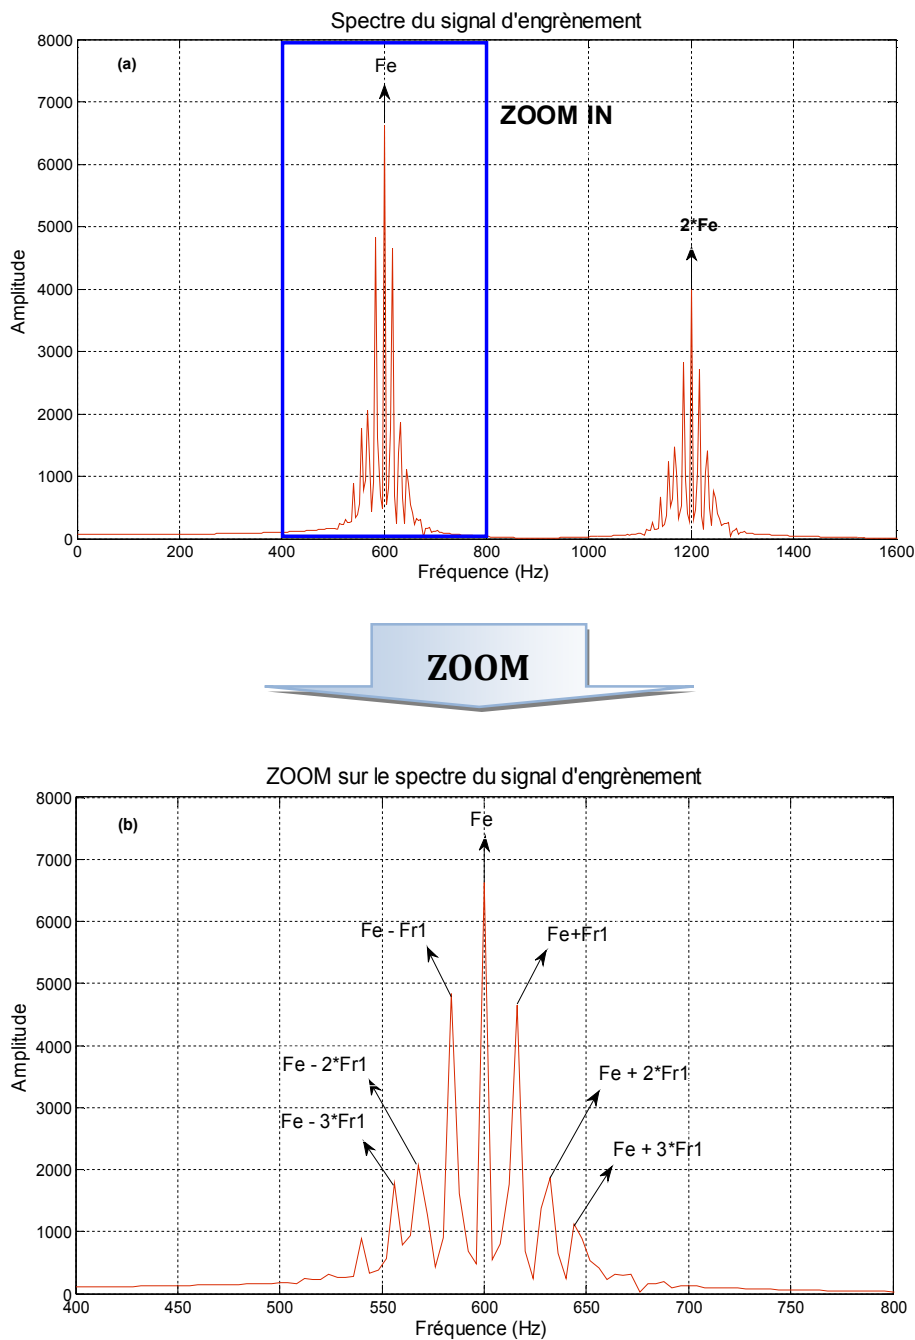 Spectre du signal d'engrènement
8000
7000
6000
5000
4000
3000
2000
1000
0
Amplitude
(a)
Fe
ZOOM IN
2*Fe
0 200 400 600 800 1000 1200 1400 1600
Fréquence (Hz)
ZOOM
ZOOM sur le spectre du signal d'engrènement
8000
7000
6000
5000
4000
3000
2000
1000
0
Amplitude
(b)
Fe
Fe - Fr1
Fe+Fr1
Fe - 2*Fr1
Fe + 2*Fr1
Fe - 3*Fr1
Fe + 3*Fr1
400 450 500 550 600 650 700 750 800
Fréquence (Hz)